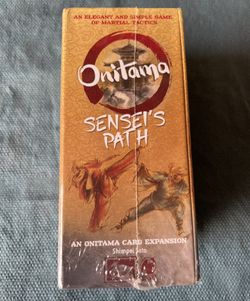 AN ELEGANT AND SIMPLE GAME
OF MARTIAL TACTICS
Onitama
SENSEI'S
PATH
AN ONITAMA CARD EXPANSION
Shimpei Sato